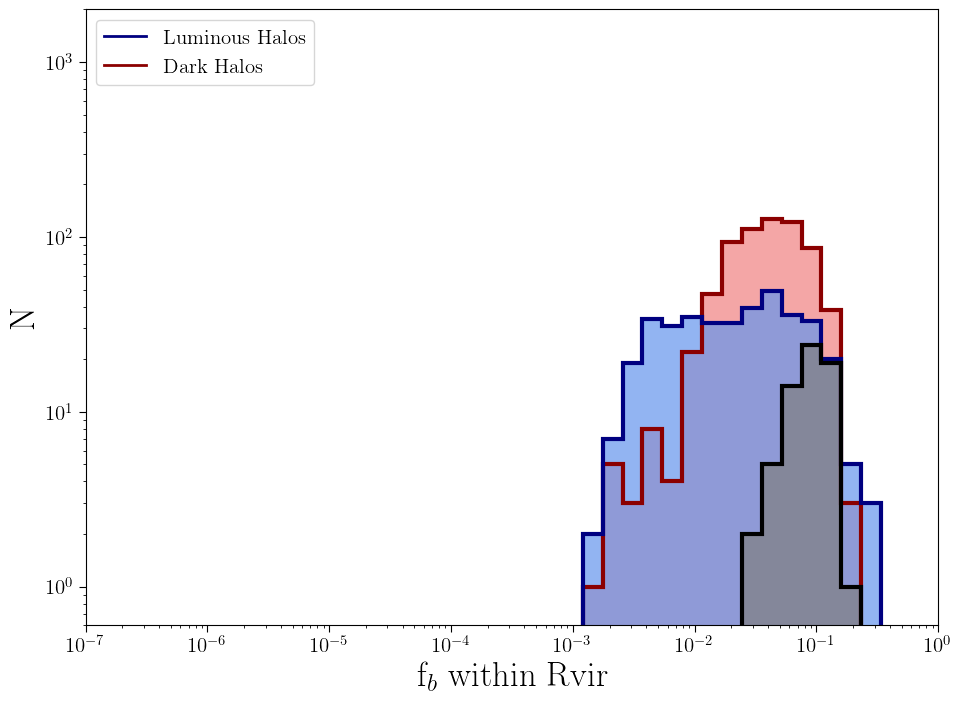 Luminous Halos
Dark Halos
10³
10²
10¹
10⁰
N
10⁻⁷ 10⁻⁶ 10⁻⁵ 10⁻⁴ 10⁻³ 10⁻² 10⁻¹ 10⁰
f_b within Rvir